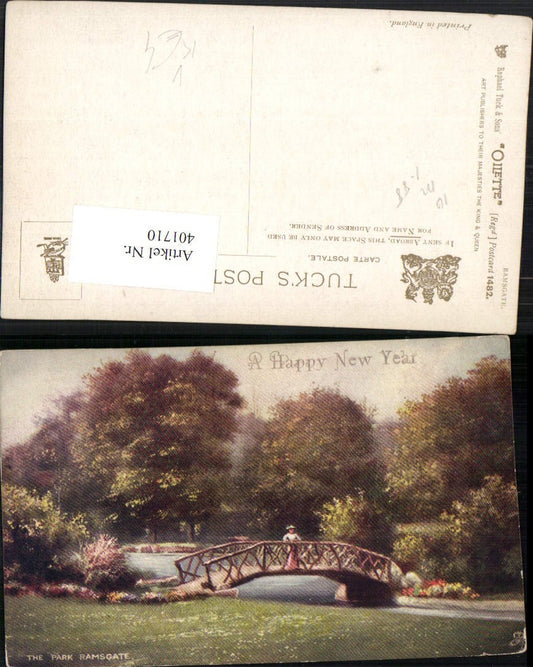 Printed in England.
Raphael Tuck & Sons' "OILETTE" [Regd] Postcard 1482.
ART PUBLISHERS TO THEIR MAJESTIES THE KING & QUEEN
RAMSGATE.
IF SENT ABROAD, THIS SPACE MAY ONLY BE USED
FOR NAME AND ADDRESS OF SENDER.
CARTE POSTALE.
TUCK'S POST
Artikel Nr.
401710
A Happy New Year
THE PARK RAMSGATE.